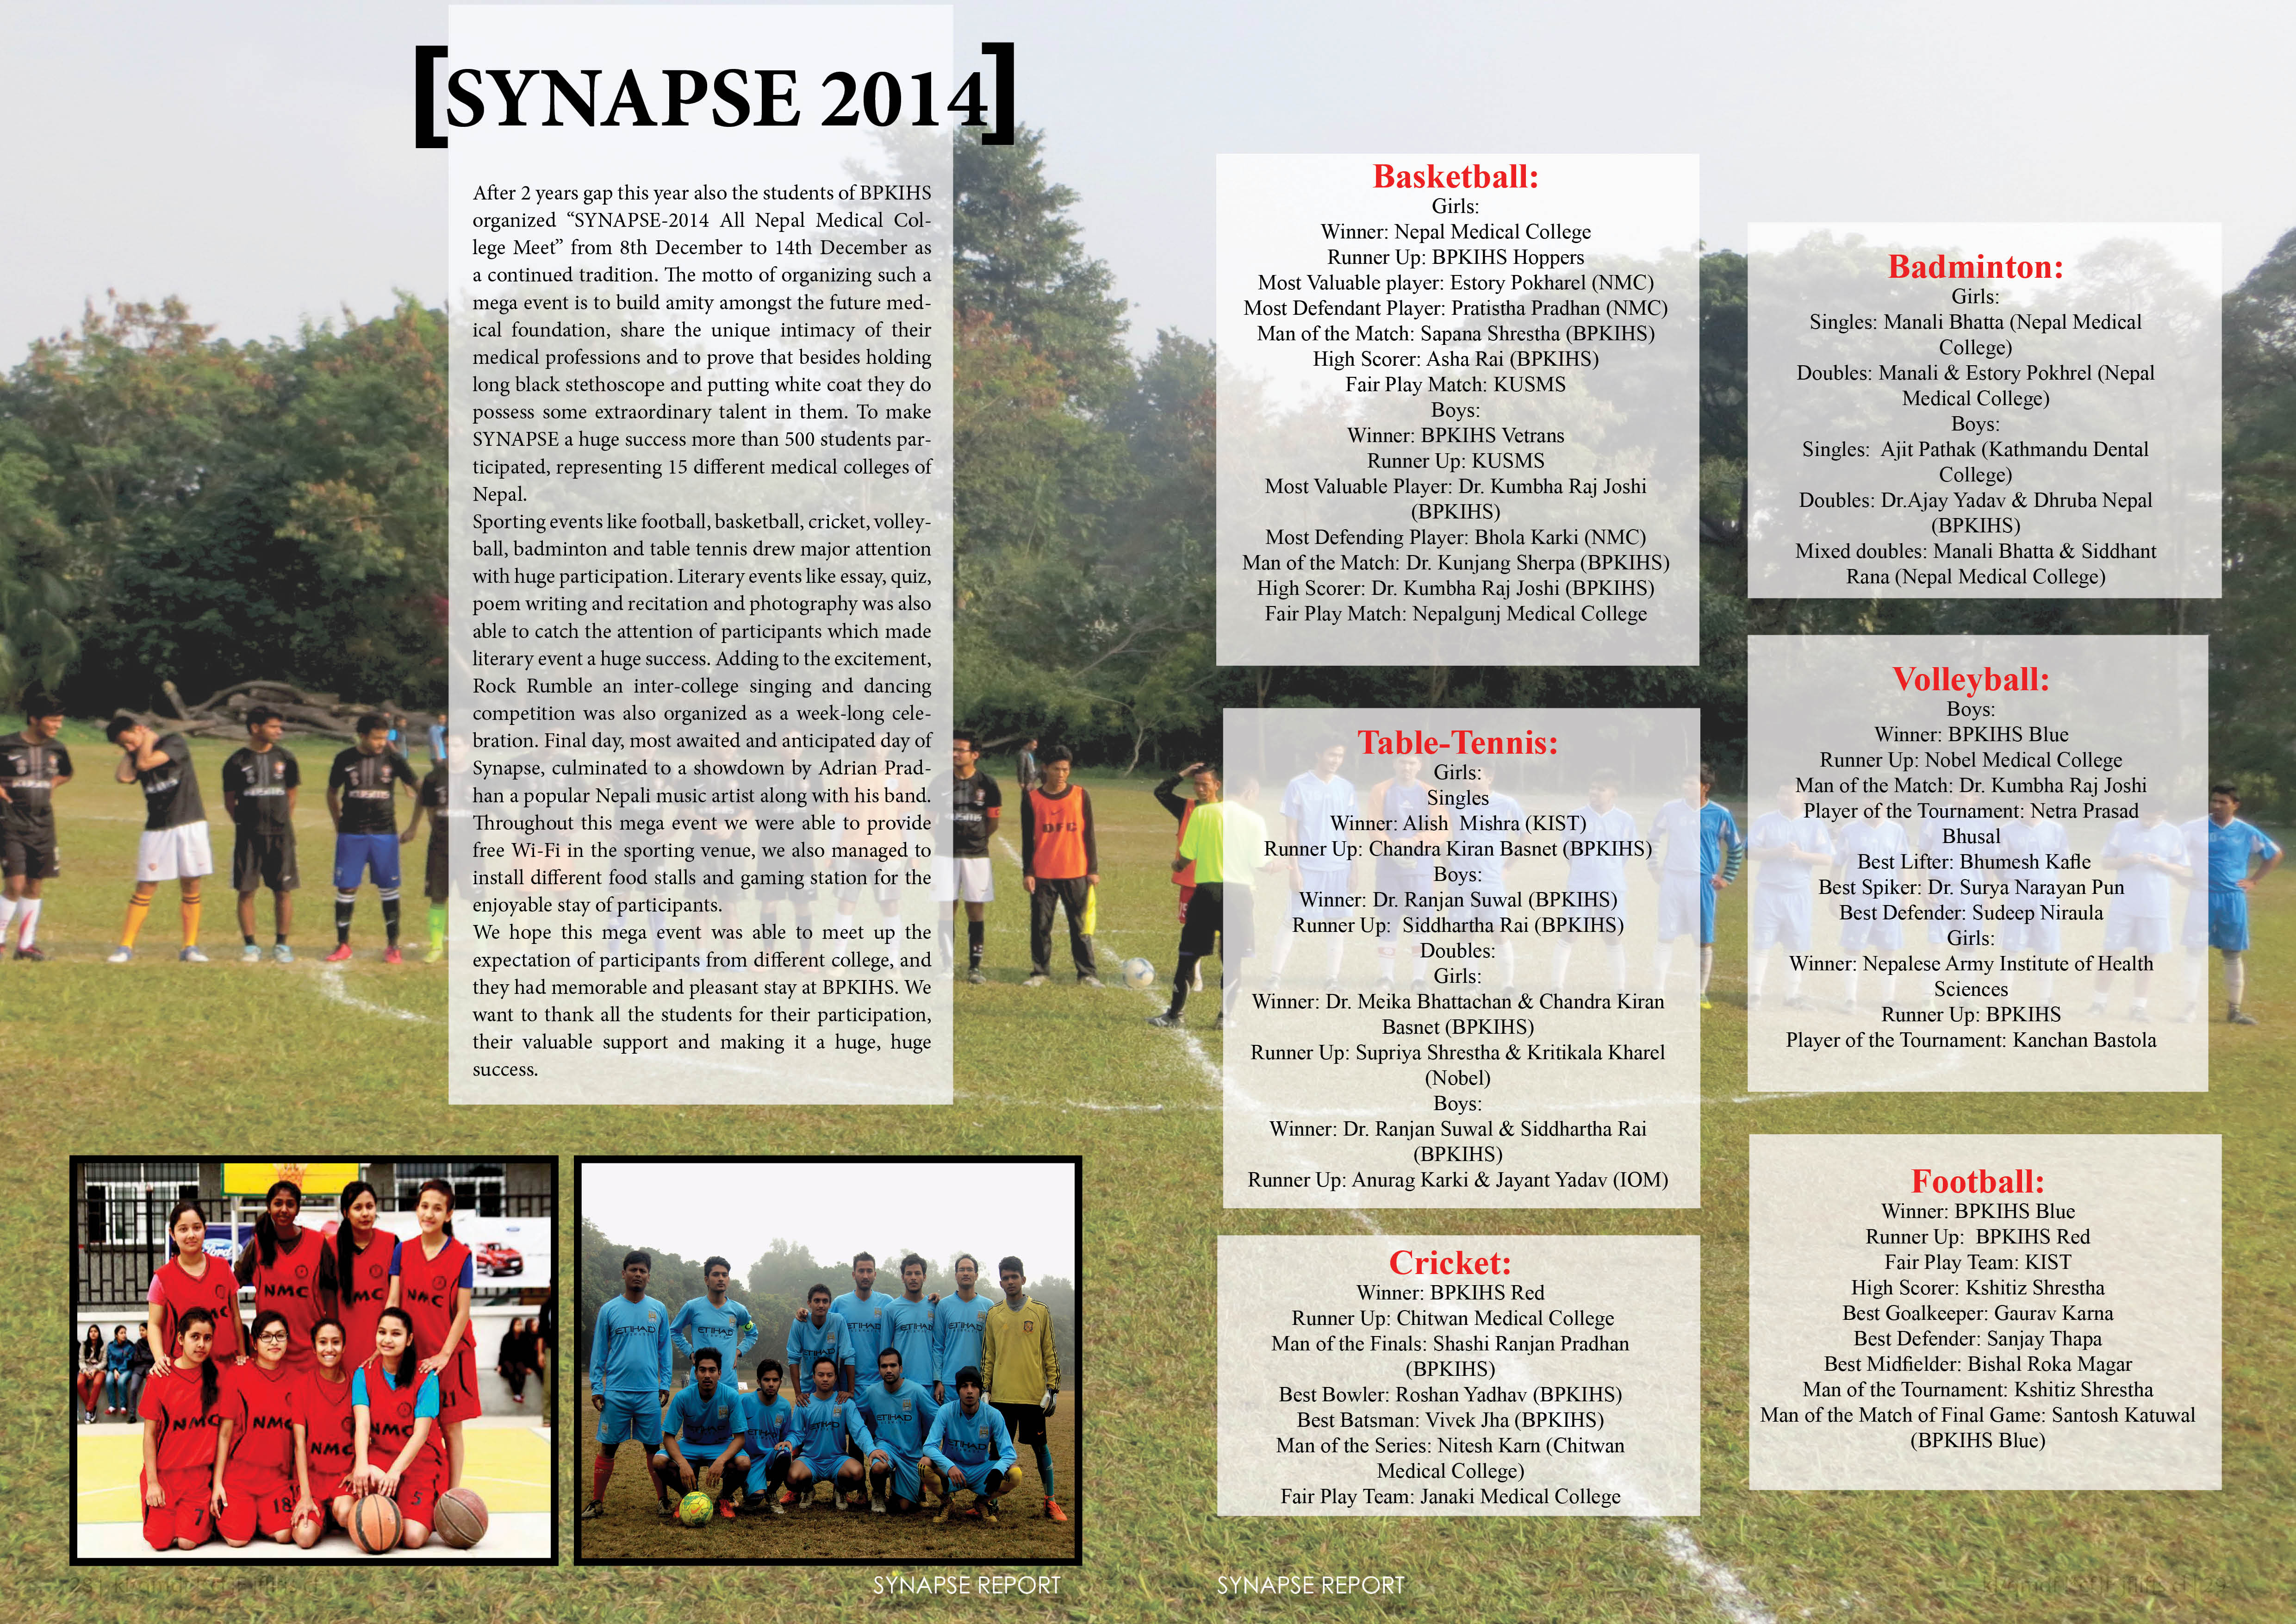 [SYNAPSE 2014]
After 2 years gap this year also the students of BPKIHS
organized “SYNAPSE-2014 All Nepal Medical Col-
lege Meet” from 8th December to 14th December as
a continued tradition. The motto of organizing such a
mega event is to build amity amongst the future med-
ical foundation, share the unique intimacy of their
medical professions and to prove that besides holding
long black stethoscope and putting white coat they do
possess some extraordinary talent in them. To make
SYNAPSE a huge success more than 500 students par-
ticipated, representing 15 different medical colleges of
Nepal.
Sporting events like football, basketball, cricket, volley-
ball, badminton and table tennis drew major attention
with huge participation. Literary events like essay, quiz,
poem writing and recitation and photography was also
able to catch the attention of participants which made
literary event a huge success. Adding to the excitement,
Rock Rumble an inter-college singing and dancing
competition was also organized as a week-long cele-
bration. Final day, most awaited and anticipated day of
Synapse, culminated to a showdown by Adrian Prad-
han a popular Nepali music artist along with his band.
Throughout this mega event we were able to provide
free Wi-Fi in the sporting venue, we also managed to
install different food stalls and gaming station for the
enjoyable stay of participants.
We hope this mega event was able to meet up the
expectation of participants from different college, and
they had memorable and pleasant stay at BPKIHS. We
want to thank all the students for their participation,
their valuable support and making it a huge, huge
success.
Ford
NMC
NMC
NMC
NMC
NMC
NMC
7
18
5
21
ETIHAD
ETIHAD
ETIHAD
ETIHAD
ETIHAD
ETIHAD
SYNAPSE REPORT
Basketball:
Girls:
Winner: Nepal Medical College
Runner Up: BPKIHS Hoppers
Most Valuable player: Estory Pokharel (NMC)
Most Defendant Player: Pratistha Pradhan (NMC)
Man of the Match: Sapana Shrestha (BPKIHS)
High Scorer: Asha Rai (BPKIHS)
Fair Play Match: KUSMS
Boys:
Winner: BPKIHS Vetrans
Runner Up: KUSMS
Most Valuable Player: Dr. Kumbha Raj Joshi
(BPKIHS)
Most Defending Player: Bhola Karki (NMC)
Man of the Match: Dr. Kunjang Sherpa (BPKIHS)
High Scorer: Dr. Kumbha Raj Joshi (BPKIHS)
Fair Play Match: Nepalgunj Medical College
Table-Tennis:
Girls:
Singles
Winner: Alish  Mishra (KIST)
Runner Up: Chandra Kiran Basnet (BPKIHS)
Boys:
Winner: Dr. Ranjan Suwal (BPKIHS)
Runner Up:  Siddhartha Rai (BPKIHS)
Doubles:
Girls:
Winner: Dr. Meika Bhattachan & Chandra Kiran
Basnet (BPKIHS)
Runner Up: Supriya Shrestha & Kritikala Kharel
(Nobel)
Boys:
Winner: Dr. Ranjan Suwal & Siddhartha Rai
(BPKIHS)
Runner Up: Anurag Karki & Jayant Yadav (IOM)
Cricket:
Winner: BPKIHS Red
Runner Up: Chitwan Medical College
Man of the Finals: Shashi Ranjan Pradhan
(BPKIHS)
Best Bowler: Roshan Yadhav (BPKIHS)
Best Batsman: Vivek Jha (BPKIHS)
Man of the Series: Nitesh Karn (Chitwan
Medical College)
Fair Play Team: Janaki Medical College
Badminton:
Girls:
Singles: Manali Bhatta (Nepal Medical
College)
Doubles: Manali & Estory Pokhrel (Nepal
Medical College)
Boys:
Singles:  Ajit Pathak (Kathmandu Dental
College)
Doubles: Dr.Ajay Yadav & Dhruba Nepal
(BPKIHS)
Mixed doubles: Manali Bhatta & Siddhant
Rana (Nepal Medical College)
Volleyball:
Boys:
Winner: BPKIHS Blue
Runner Up: Nobel Medical College
Man of the Match: Dr. Kumbha Raj Joshi
Player of the Tournament: Netra Prasad
Bhusal
Best Lifter: Bhumesh Kafle
Best Spiker: Dr. Surya Narayan Pun
Best Defender: Sudeep Niraula
Girls:
Winner: Nepalese Army Institute of Health
Sciences
Runner Up: BPKIHS
Player of the Tournament: Kanchan Bastola
Football:
Winner: BPKIHS Blue
Runner Up:  BPKIHS Red
Fair Play Team: KIST
High Scorer: Kshitiz Shrestha
Best Goalkeeper: Gaurav Karna
Best Defender: Sanjay Thapa
Best Midfielder: Bishal Roka Magar
Man of the Tournament: Kshitiz Shrestha
Man of the Match of Final Game: Santosh Katuwal
(BPKIHS Blue)
SYNAPSE REPORT